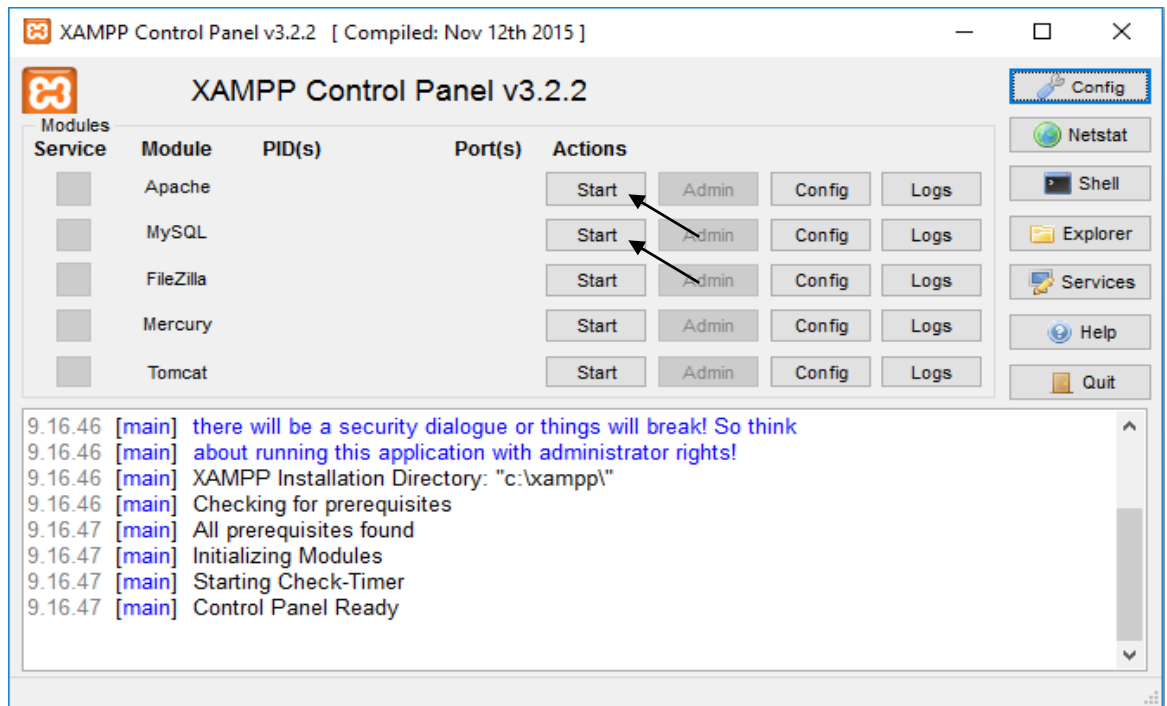 XAMPP Control Panel v3.2.2 [ Compiled: Nov 12th 2015 ]
XAMPP Control Panel v3.2.2
Config
Modules
Netstat
Service Module PID(s) Port(s) Actions
Apache Start Admin Config Logs
Shell
MySQL Start Admin Config Logs
Explorer
FileZilla Start Admin Config Logs
Services
Mercury Start Admin Config Logs
Help
Tomcat Start Admin Config Logs
Quit
9.16.46 [main] there will be a security dialogue or things will break! So think
9.16.46 [main] about running this application with administrator rights!
9.16.46 [main] XAMPP Installation Directory: "c:\xampp\"
9.16.46 [main] Checking for prerequisites
9.16.47 [main] All prerequisites found
9.16.47 [main] Initializing Modules
9.16.47 [main] Starting Check-Timer
9.16.47 [main] Control Panel Ready